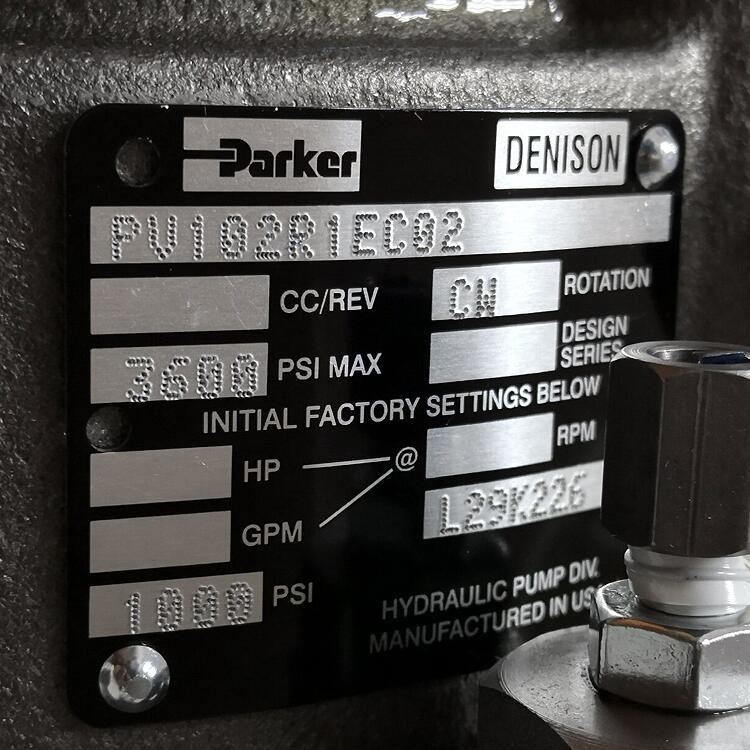 Parker DENISON
PV102R1EC02
CC/REV CW ROTATION
3600 PSI MAX DESIGN
SERIES
INITIAL FACTORY SETTINGS BELOW
HP @ RPM
GPM L29K226
1000 PSI
HYDRAULIC PUMP DIV.
MANUFACTURED IN